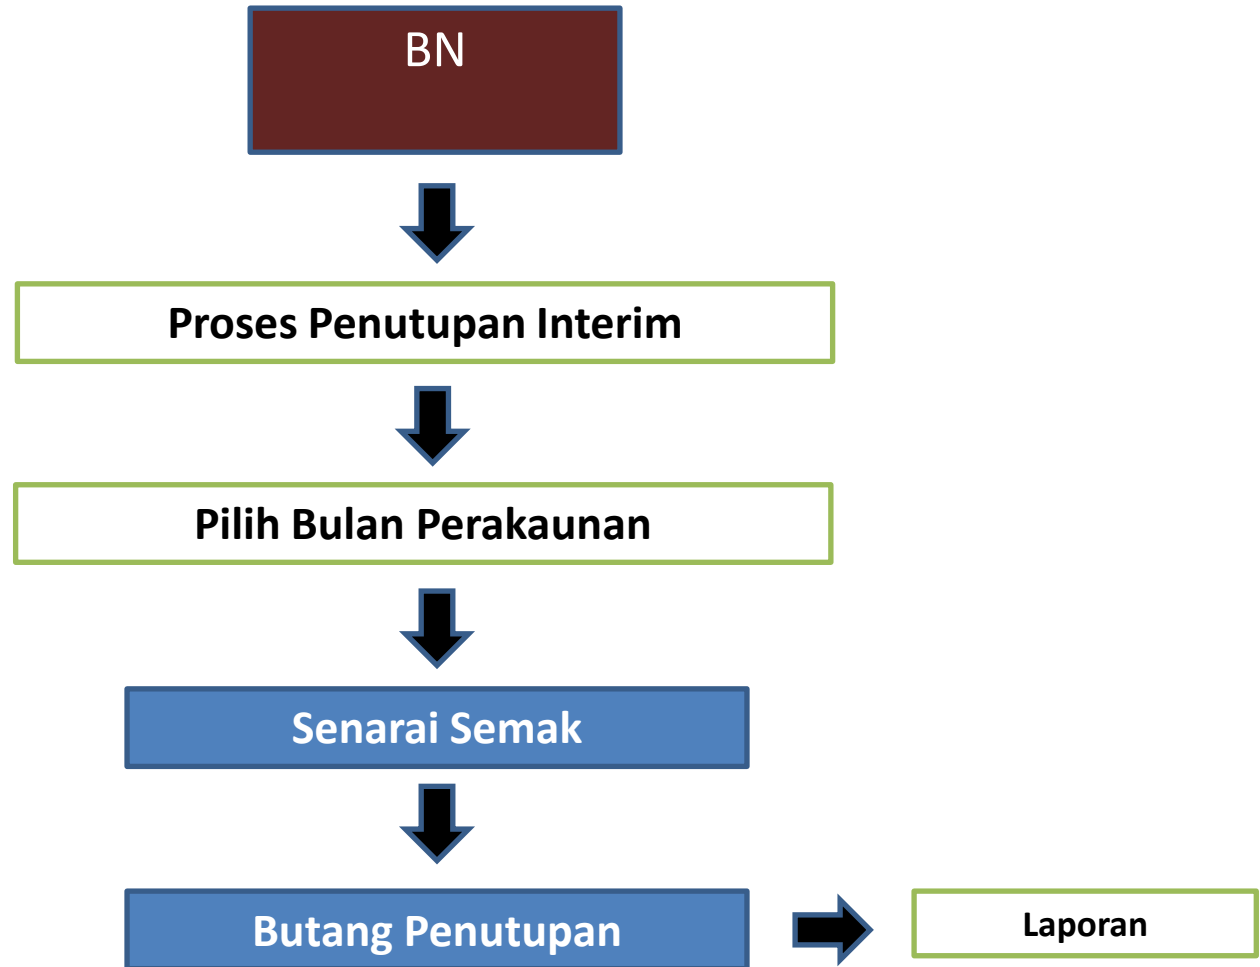 BN
Proses Penutupan Interim
Pilih Bulan Perakaunan
Senarai Semak
Butang Penutupan
Laporan